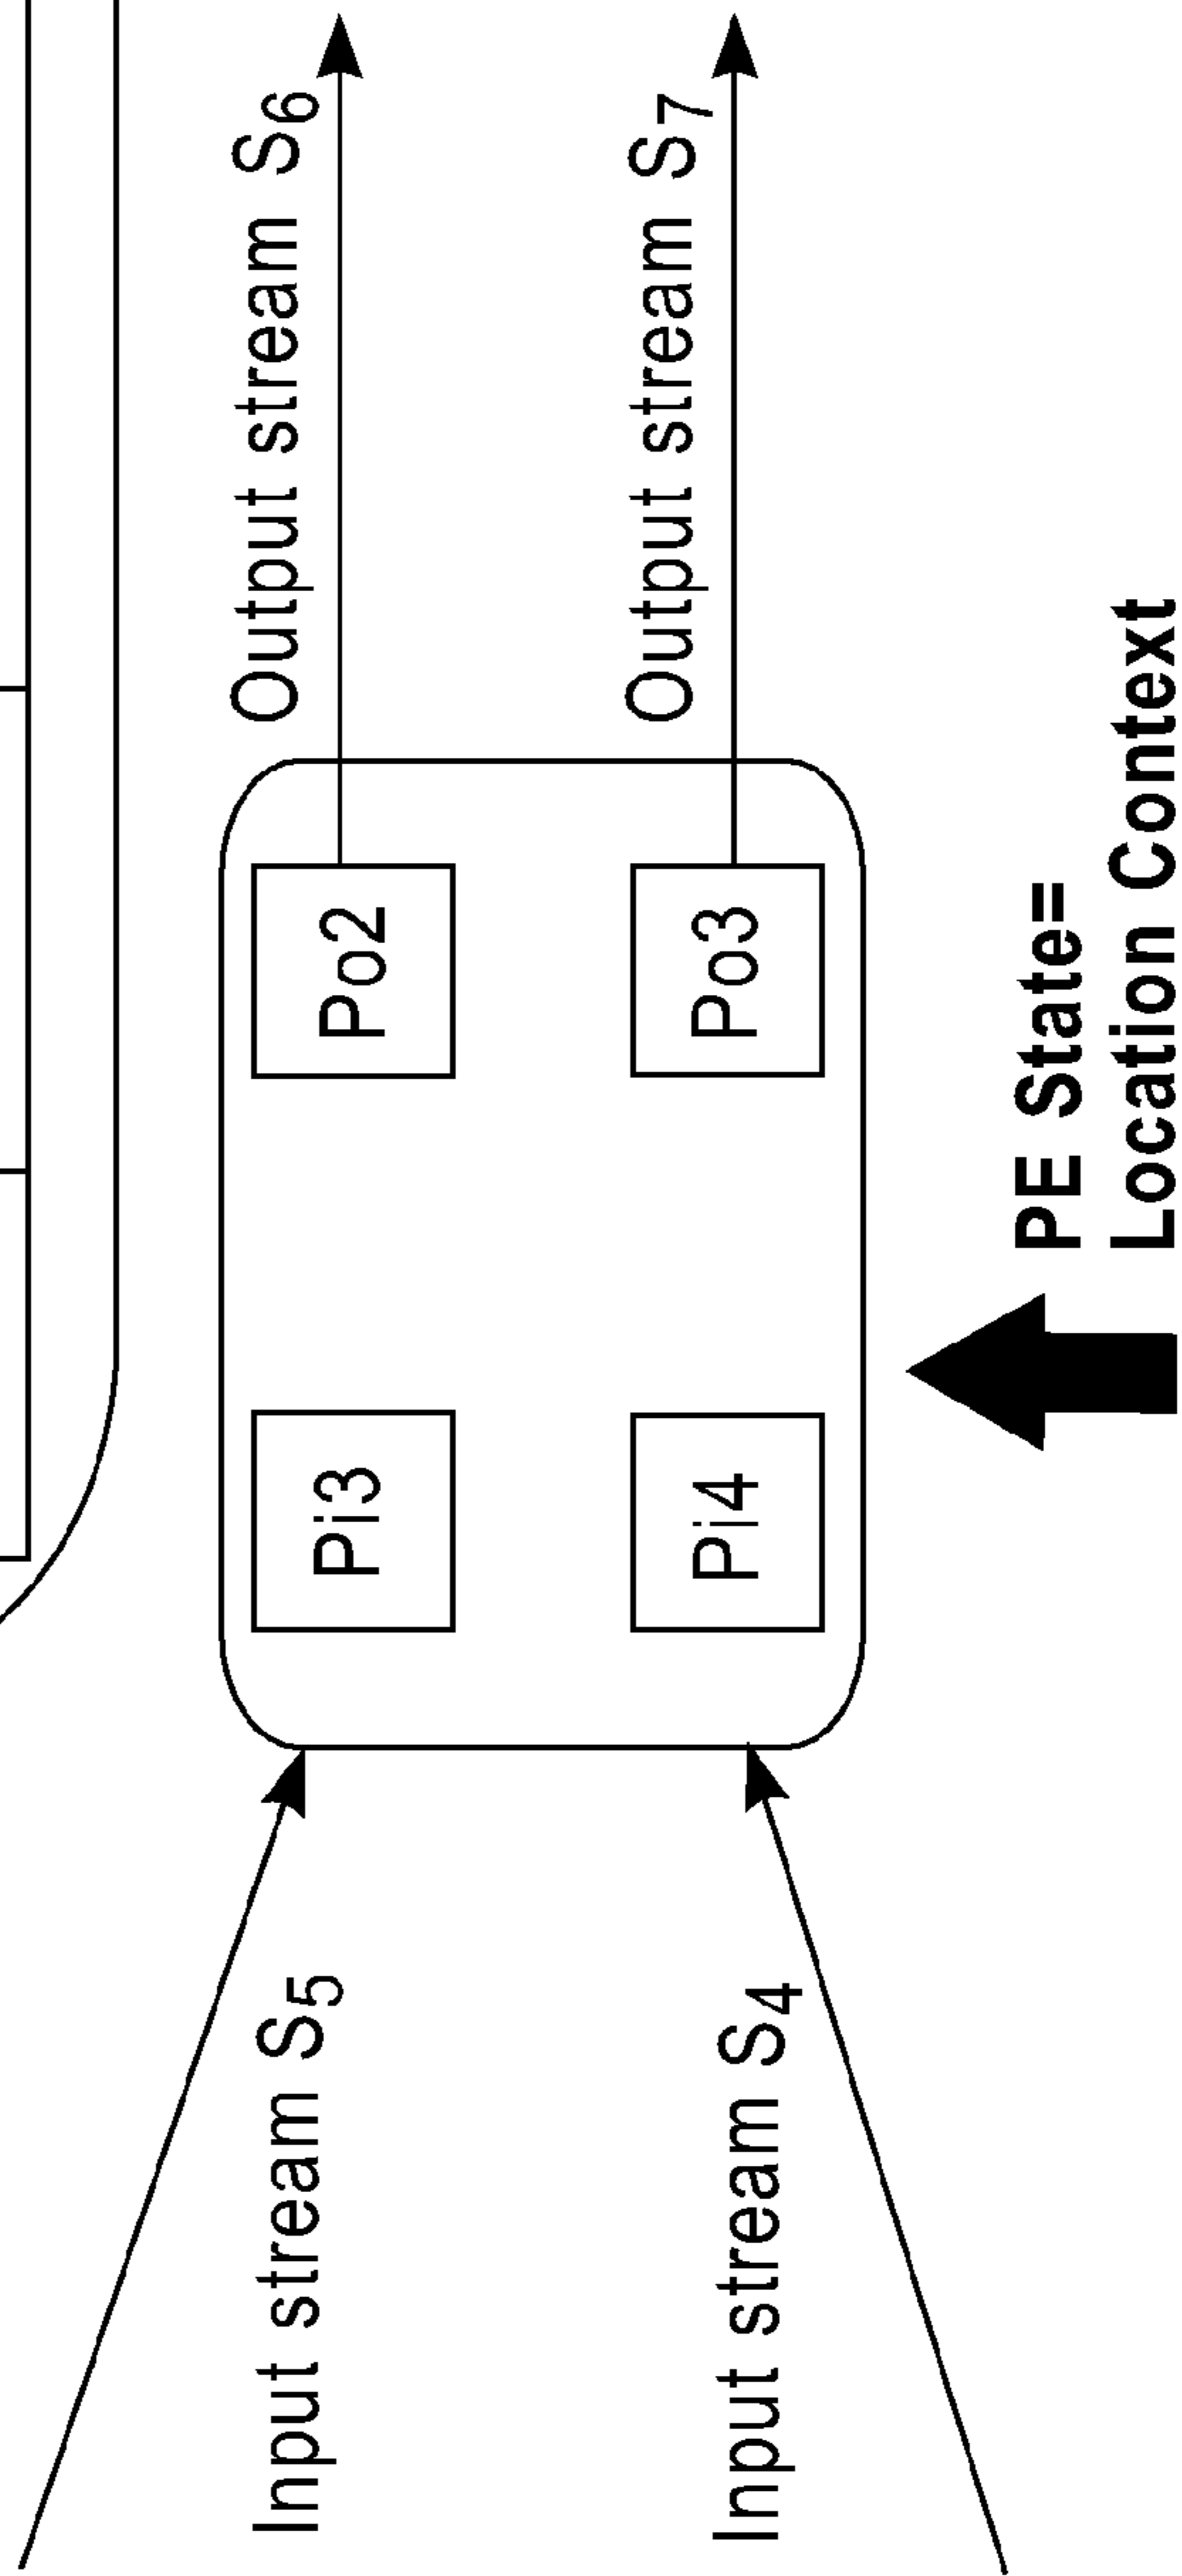 Output stream S6
Po2
Pi3
Input stream S5
Output stream S7
Po3
Pi4
Input stream S4
PE State=
Location Context